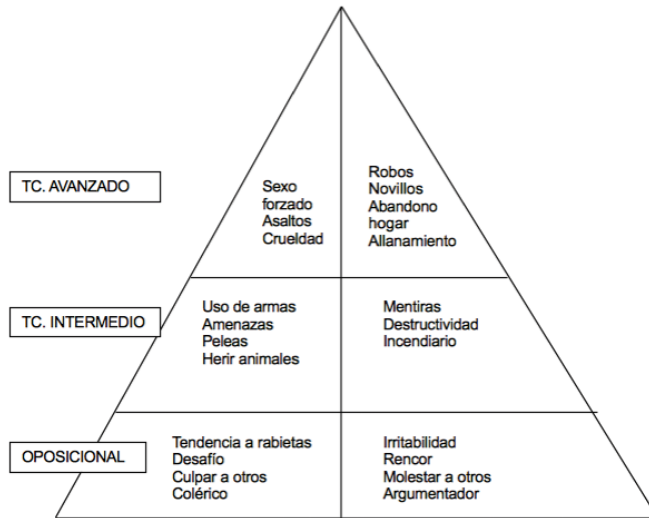 TC. AVANZADO
Sexo
forzado
Asaltos
Crueldad
Robos
Novillos
Abandono
hogar
Allanamiento
TC. INTERMEDIO
Uso de armas
Amenazas
Peleas
Herir animales
Mentiras
Destructividad
Incendiario
OPOSICIONAL
Tendencia a rabietas
Desafío
Culpar a otros
Colérico
Irritabilidad
Rencor
Molestar a otros
Argumentador